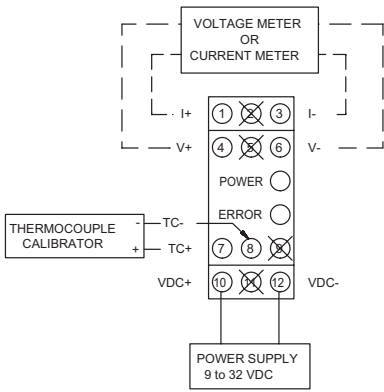 VOLTAGE METER
OR
CURRENT METER
I+ 1 2 3 I-
V+ 4 5 6 V-
POWER
ERROR
THERMOCOUPLE
CALIBRATOR
- TC-
+ TC+ 7 8 9
VDC+ 10 11 12 VDC-
POWER SUPPLY
9 to 32 VDC